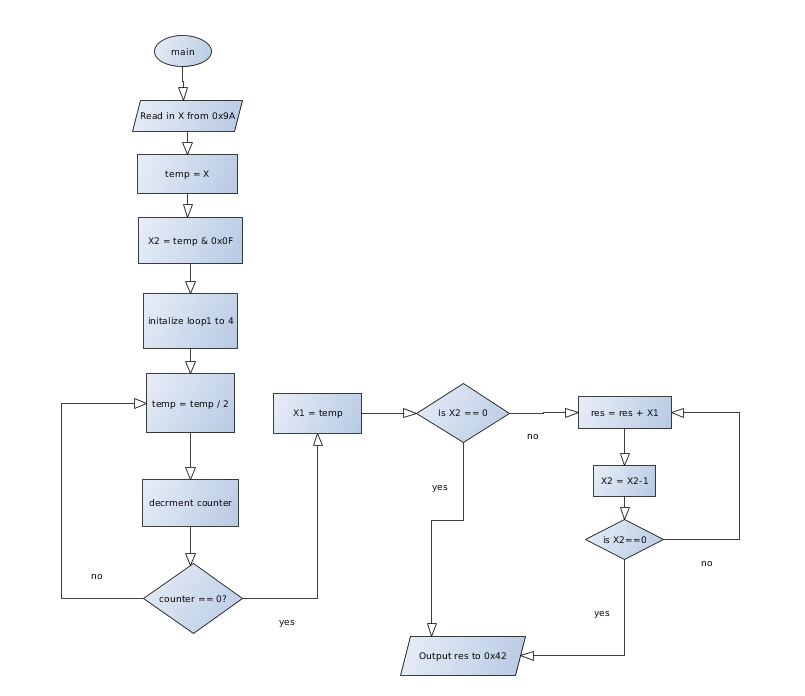 main
Read in X from 0x9A
temp = X
X2 = temp & 0x0F
initalize loop1 to 4
temp = temp / 2
decrment counter
counter == 0?
no
yes
X1 = temp
Is X2 == 0
no
yes
res = res + X1
X2 = X2-1
is X2==0
no
yes
Output res to 0x42